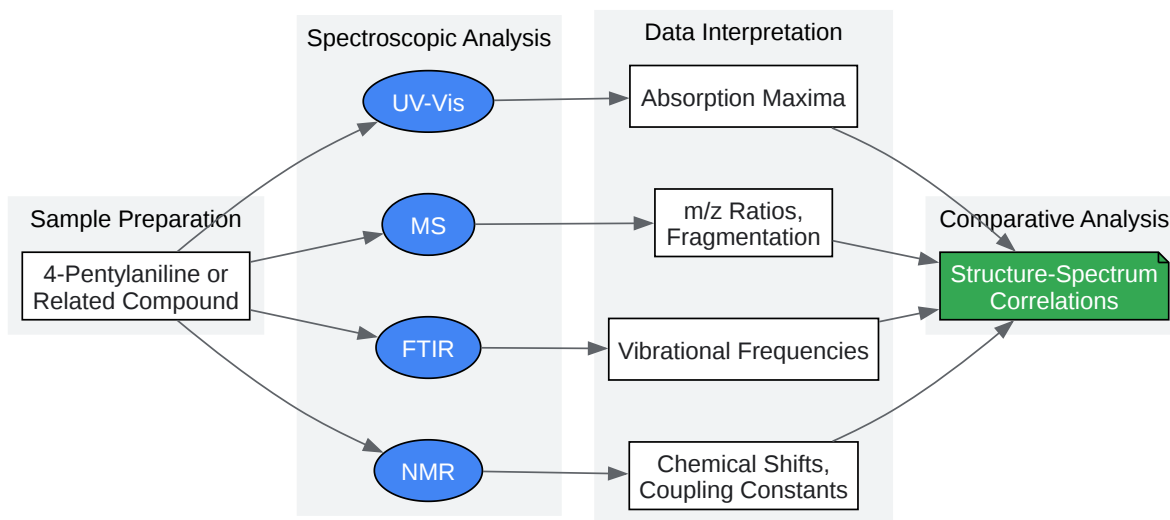 Sample Preparation
4-Pentylaniline or
Related Compound
Spectroscopic Analysis
UV-Vis
MS
FTIR
NMR
Data Interpretation
Absorption Maxima
m/z Ratios,
Fragmentation
Vibrational Frequencies
Chemical Shifts,
Coupling Constants
Comparative Analysis
Structure-Spectrum
Correlations